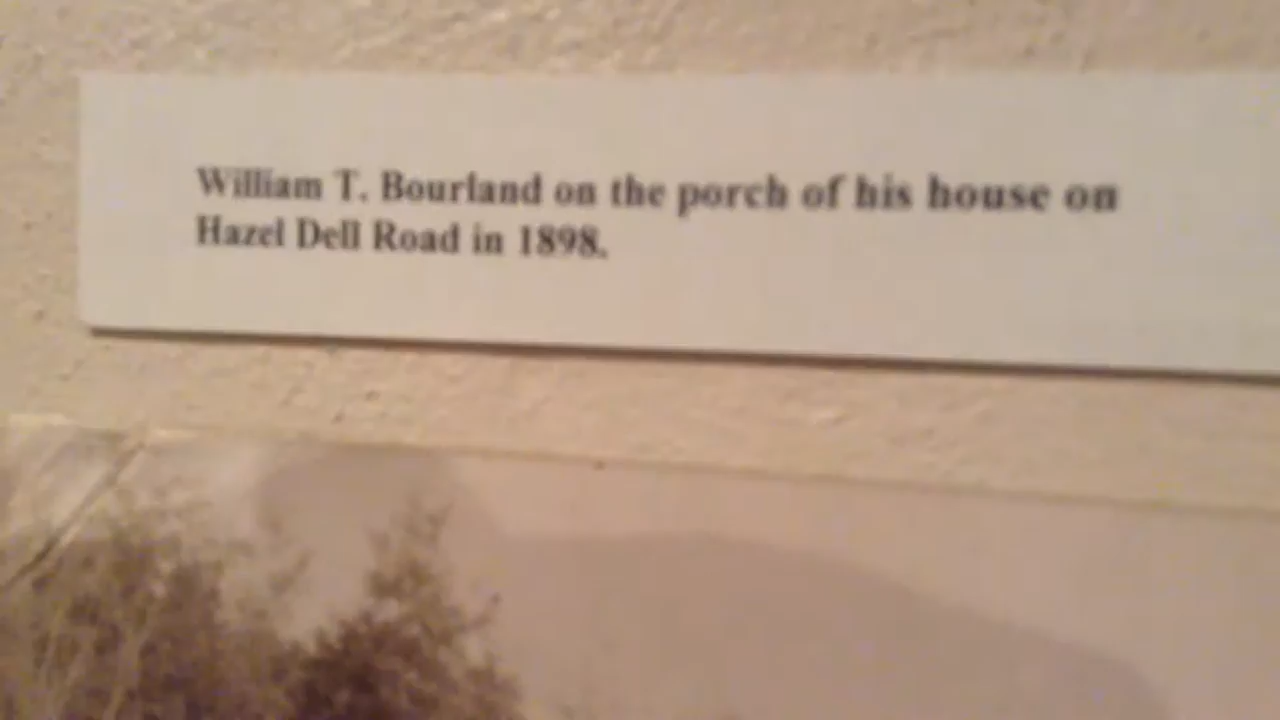 William T. Bourland on the porch of his house on
Hazel Dell Road in 1898.